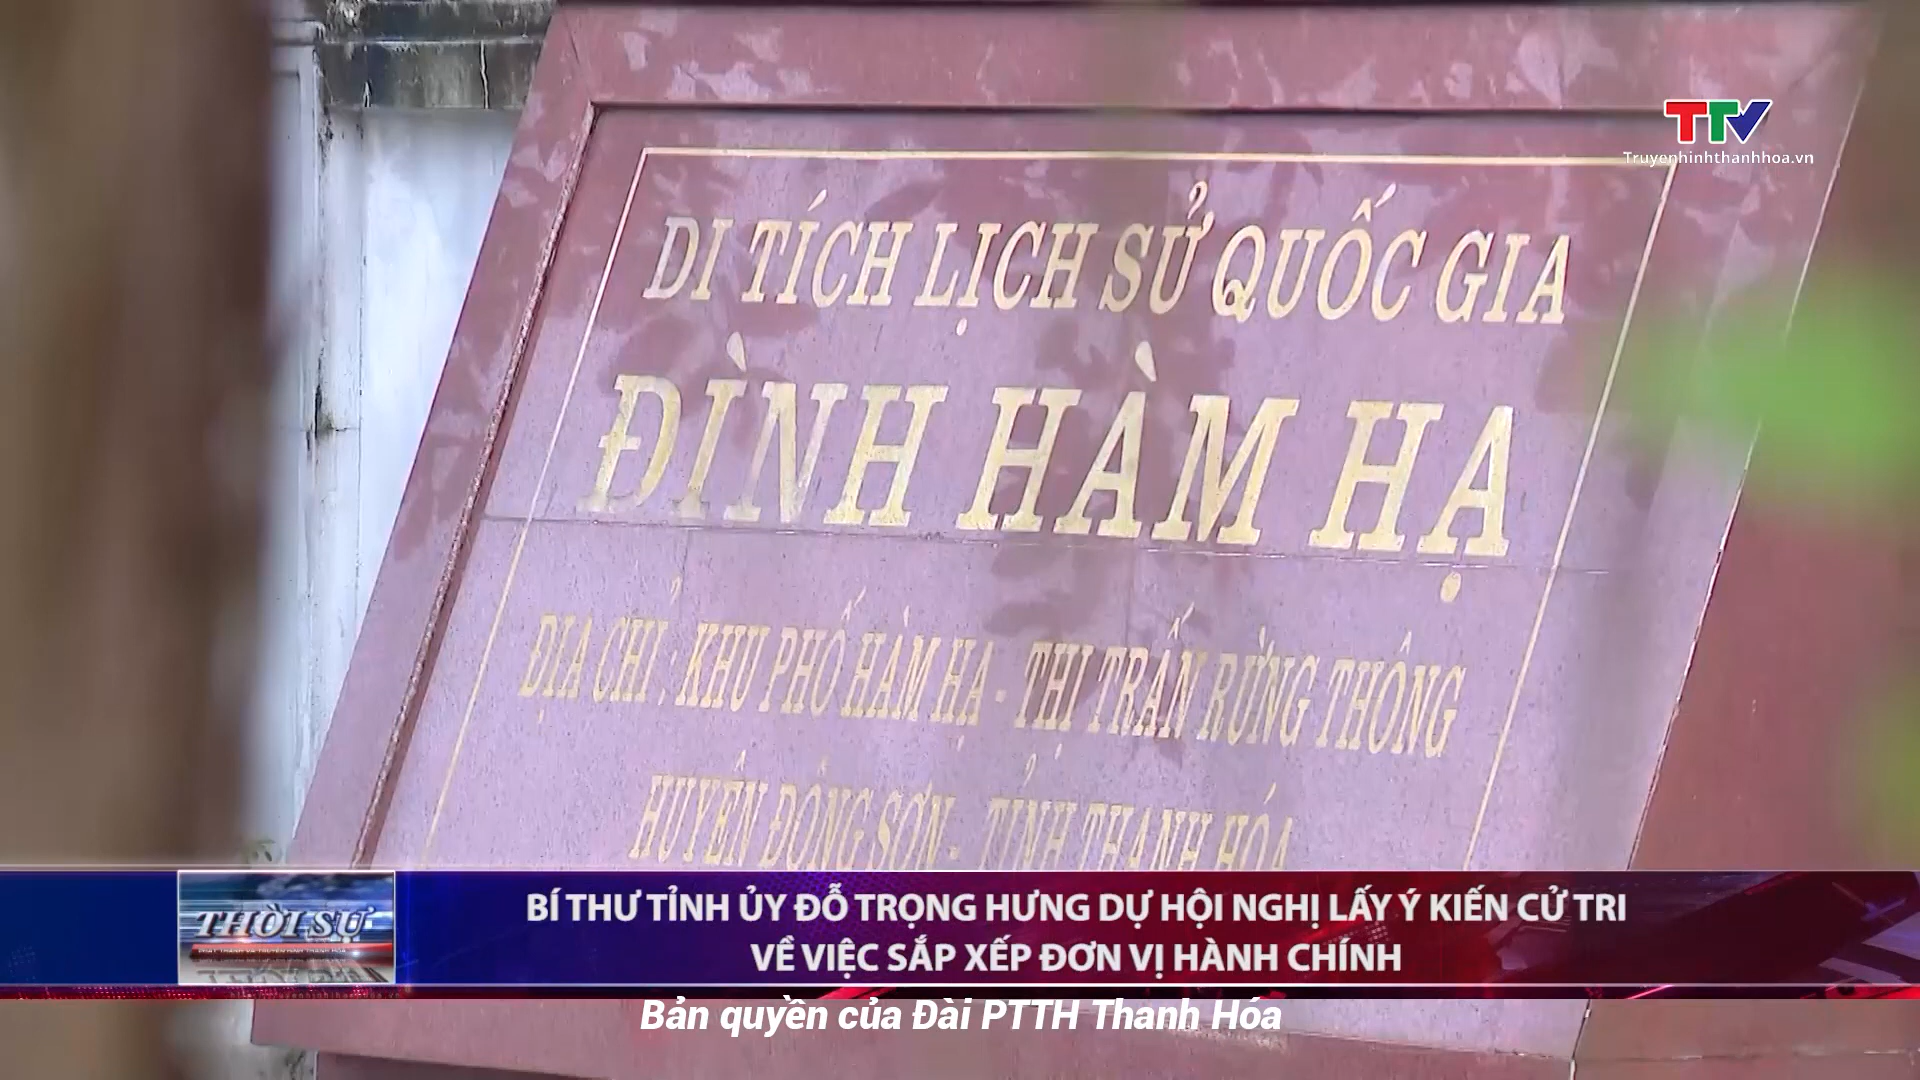 TTV
Truyenhinhthanhhoa.vn
DI TÍCH LỊCH SỬ QUỐC GIA
ĐÌNH HÀM HẠ
ĐỊA CHỈ : KHU PHỐ HÀM HẠ - THỊ TRẤN RỪNG THÔNG
HUYỆN ĐÔNG SƠN - TỈNH THANH HÓA
THỜI SỰ
BÍ THƯ TỈNH ỦY ĐỖ TRỌNG HƯNG DỰ HỘI NGHỊ LẤY Ý KIẾN CỬ TRI
VỀ VIỆC SẮP XẾP ĐƠN VỊ HÀNH CHÍNH
Bản quyền của Đài PTTH Thanh Hóa